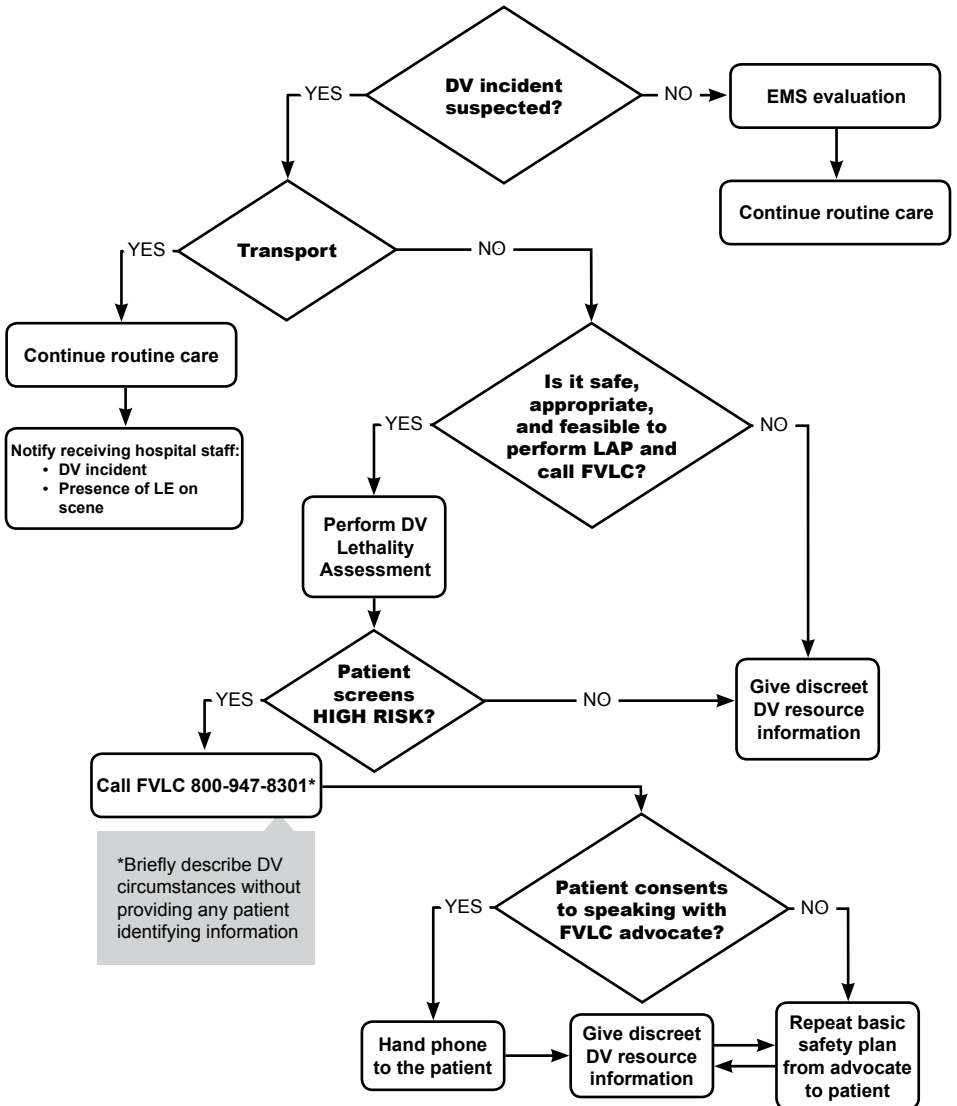 DV incident
suspected?
YES
NO
EMS evaluation
Continue routine care
Transport
YES
NO
Continue routine care
Notify receiving hospital staff:
• DV incident
• Presence of LE on
scene
Is it safe,
appropriate,
and feasible to
perform LAP and
call FVLC?
YES
NO
Perform DV
Lethality
Assessment
Patient
screens
HIGH RISK?
YES
NO
Give discreet
DV resource
information
Call FVLC 800-947-8301*
*Briefly describe DV
circumstances without
providing any patient
identifying information
Patient consents
to speaking with
FVLC advocate?
YES
NO
Hand phone
to the patient
Give discreet
DV resource
information
Repeat basic
safety plan
from advocate
to patient